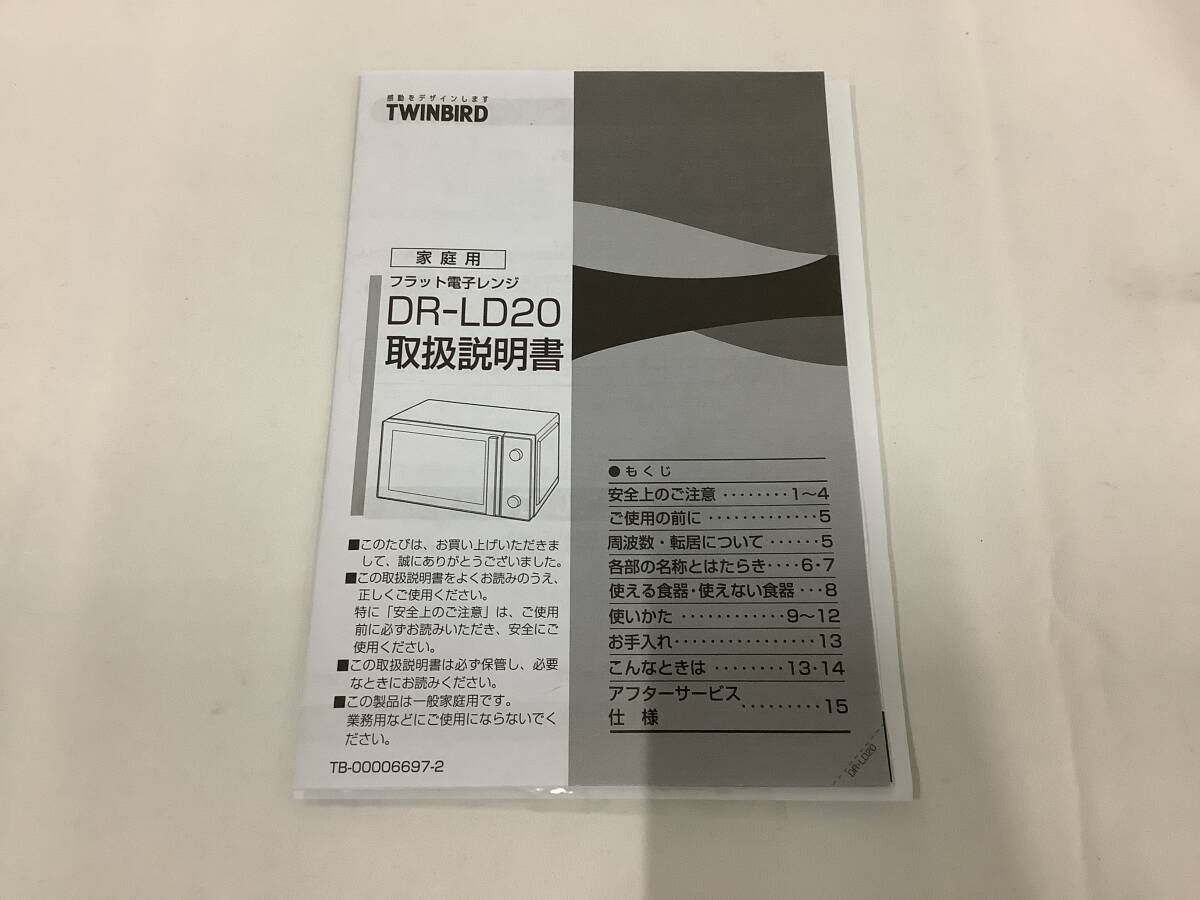 感動をデザインします
TWINBIRD
家庭用
フラット電子レンジ
DR-LD20
取扱説明書
■このたびは、お買い上げいただきま
して、誠にありがとうございました。
■この取扱説明書をよくお読みのうえ、
正しくご使用ください。
特に「安全上のご注意」は、ご使用
前に必ずお読みいただき、安全にご
使用ください。
■この取扱説明書は必ず保管し、必要
なときにお読みください。
■この製品は一般家庭用です。
業務用などにご使用にならないでく
ださい。
TB-00006697-2
●もくじ
安全上のご注意 ········1〜4
ご使用の前に ·············5
周波数・転居について ······5
各部の名称とはたらき····6・7
使える食器・使えない食器 ···8
使いかた ············9〜12
お手入れ················13
こんなときは ········13・14
アフターサービス
仕様 ·········15
DR-LD20